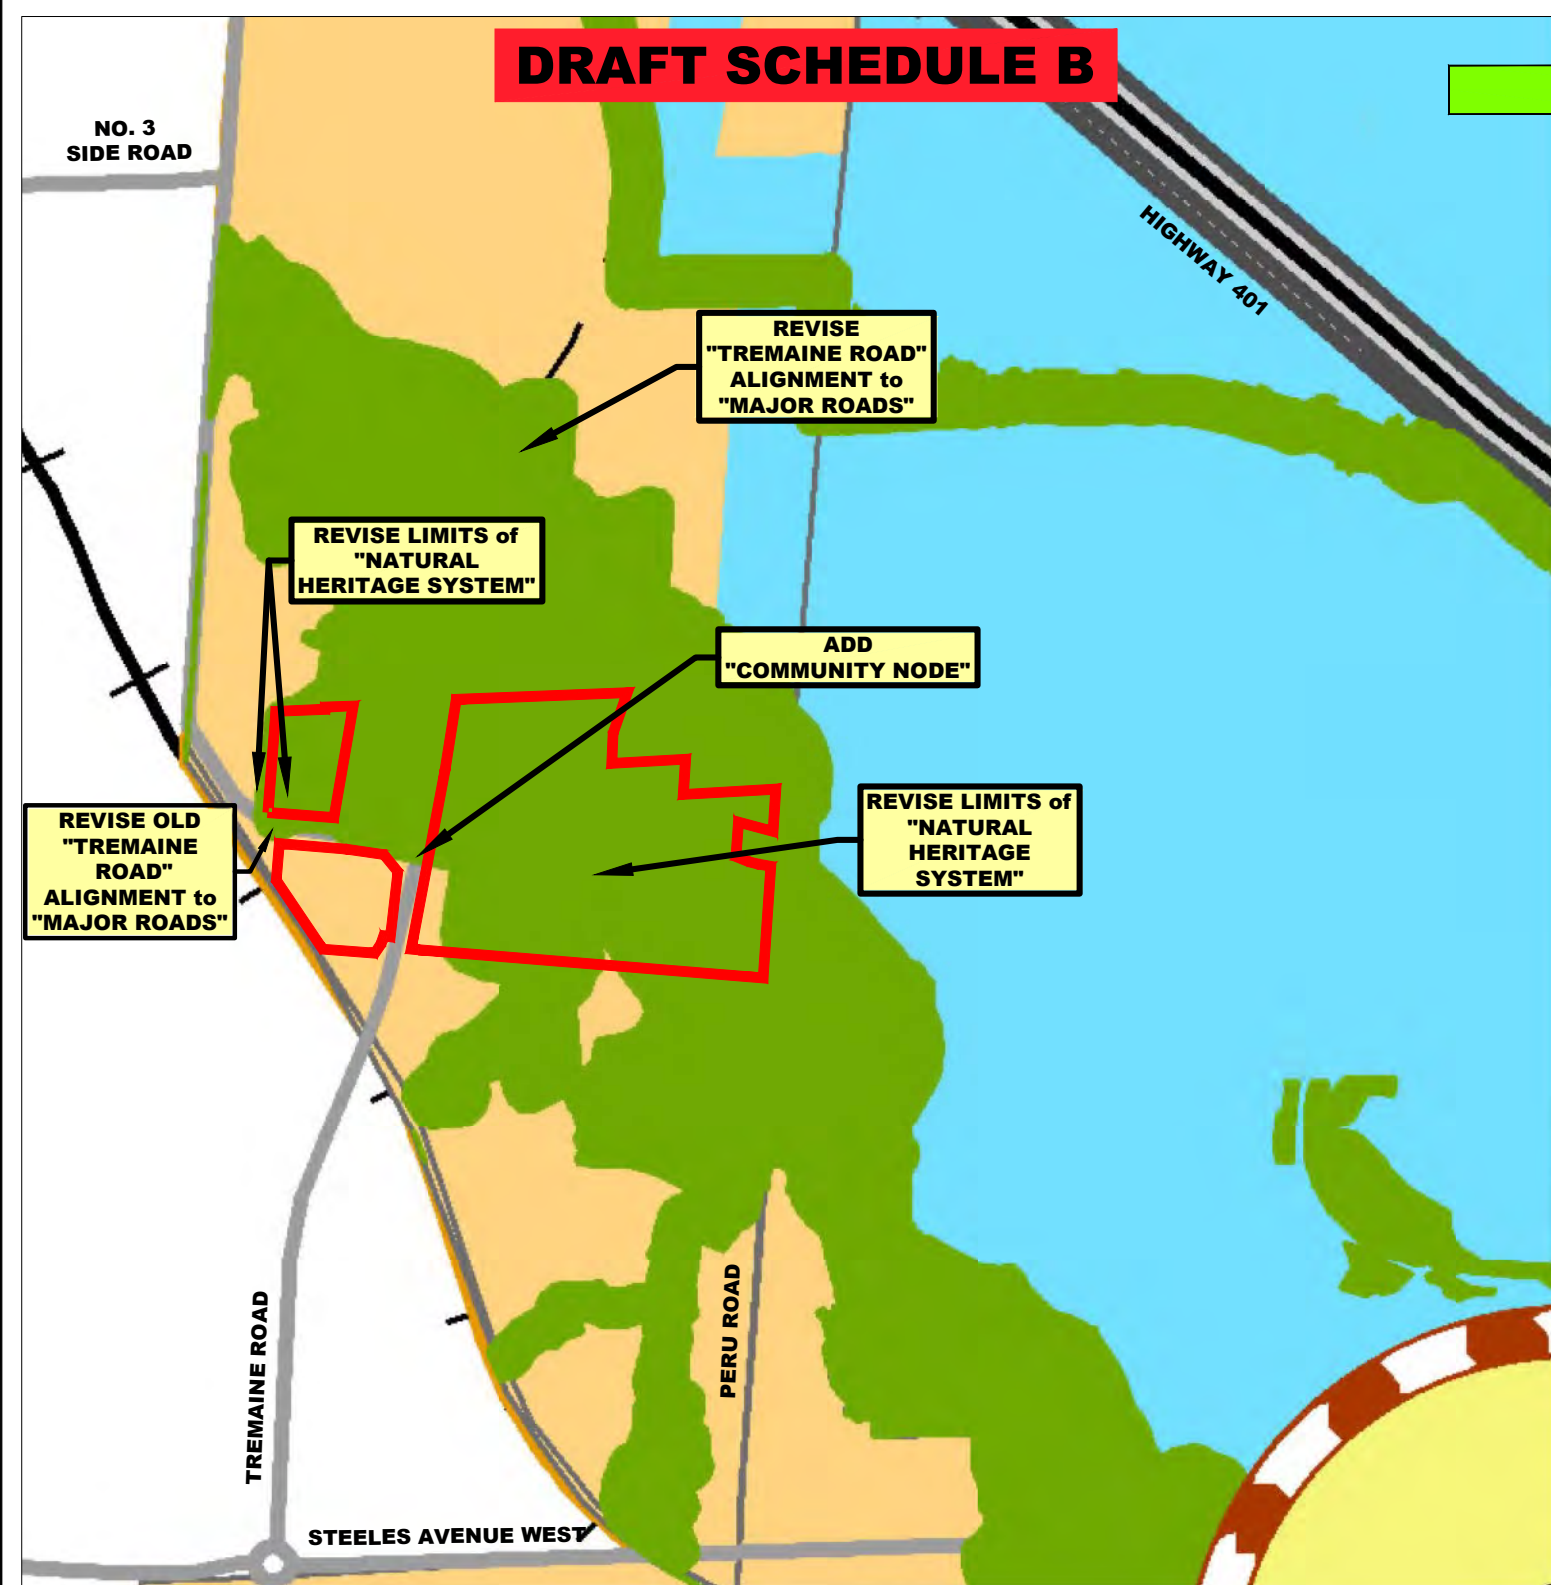 DRAFT SCHEDULE B
NO. 3
SIDE ROAD
HIGHWAY 401
REVISE
"TREMAINE ROAD"
ALIGNMENT to
"MAJOR ROADS"
REVISE LIMITS of
"NATURAL
HERITAGE SYSTEM"
ADD
"COMMUNITY NODE"
REVISE OLD
"TREMAINE
ROAD"
ALIGNMENT to
"MAJOR ROADS"
REVISE LIMITS of
"NATURAL
HERITAGE
SYSTEM"
TREMAINE ROAD
PERU ROAD
STEELES AVENUE WEST